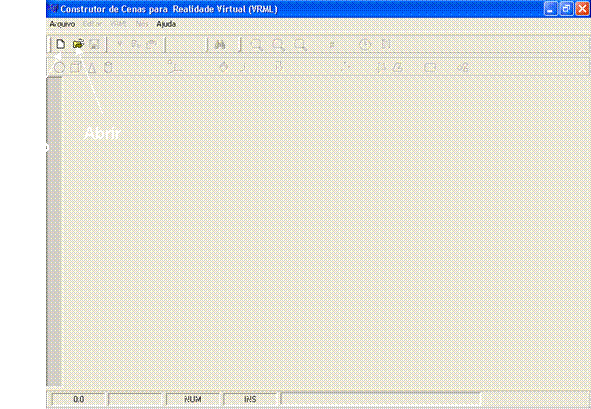 Construtor de Cenas para Realidade Virtual (VRML)
Arquivo Editar VRML Nós Ajuda
Abrir
o
0.0 NUM INS